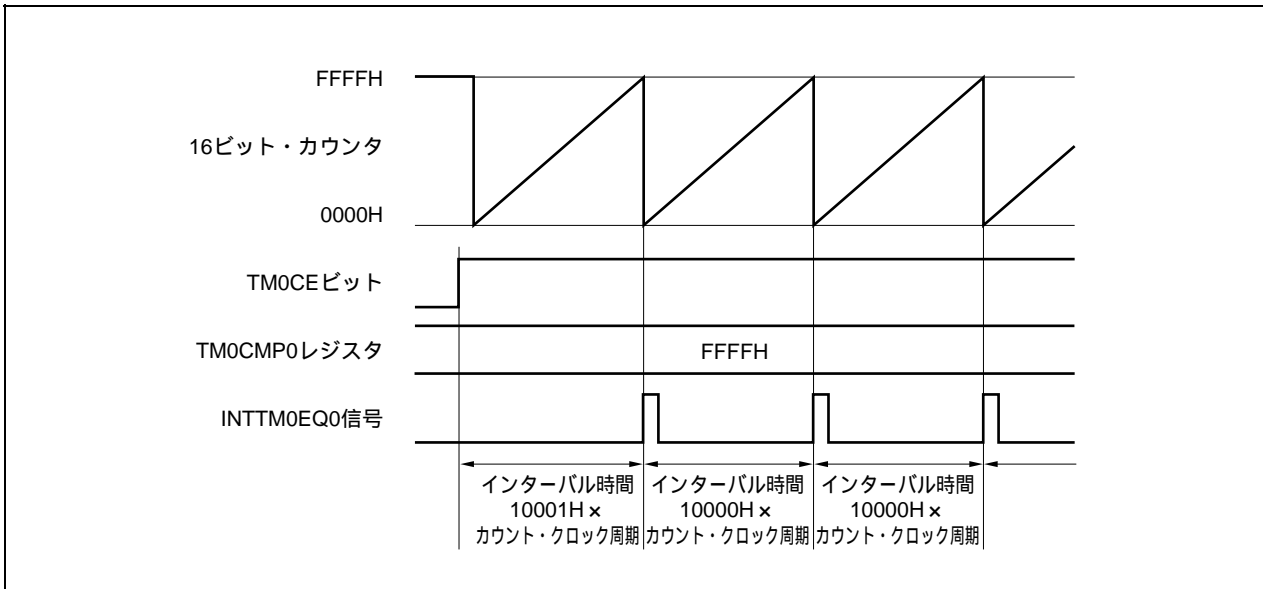 FFFFH
16ビット・カウンタ
0000H
TM0CEビット
TM0CMP0レジスタ
FFFFH
INTTM0EQ0信号
インターバル時間
10001H ×
カウント・クロック周期
インターバル時間
10000H ×
カウント・クロック周期
インターバル時間
10000H ×
カウント・クロック周期